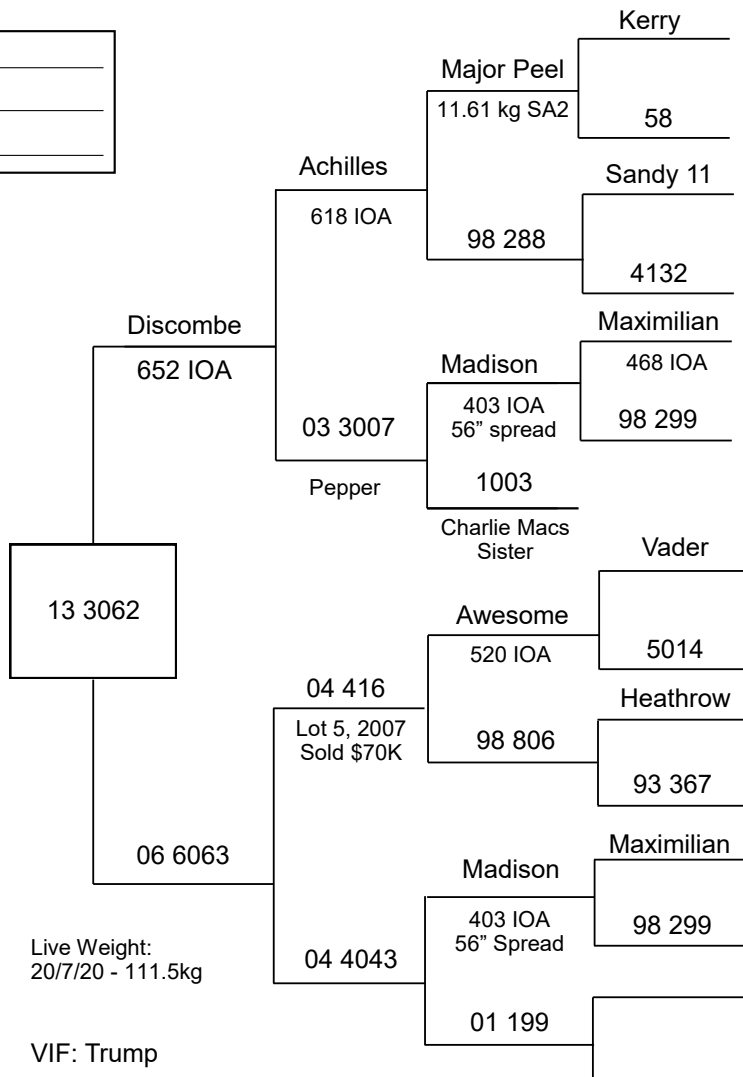 Kerry
Major Peel
11.61 kg SA2
58
Achilles
Sandy 11
618 IOA
98 288
4132
Discombe
Maximilian
652 IOA
Madison
468 IOA
403 IOA
56” spread
03 3007
98 299
Pepper
1003
Charlie Macs
Sister
Vader
13 3062
Awesome
520 IOA
5014
04 416
Heathrow
Lot 5, 2007
Sold $70K
98 806
93 367
06 6063
Maximilian
Madison
403 IOA
56” Spread
98 299
Live Weight:
20/7/20 - 111.5kg
04 4043
01 199
VIF: Trump